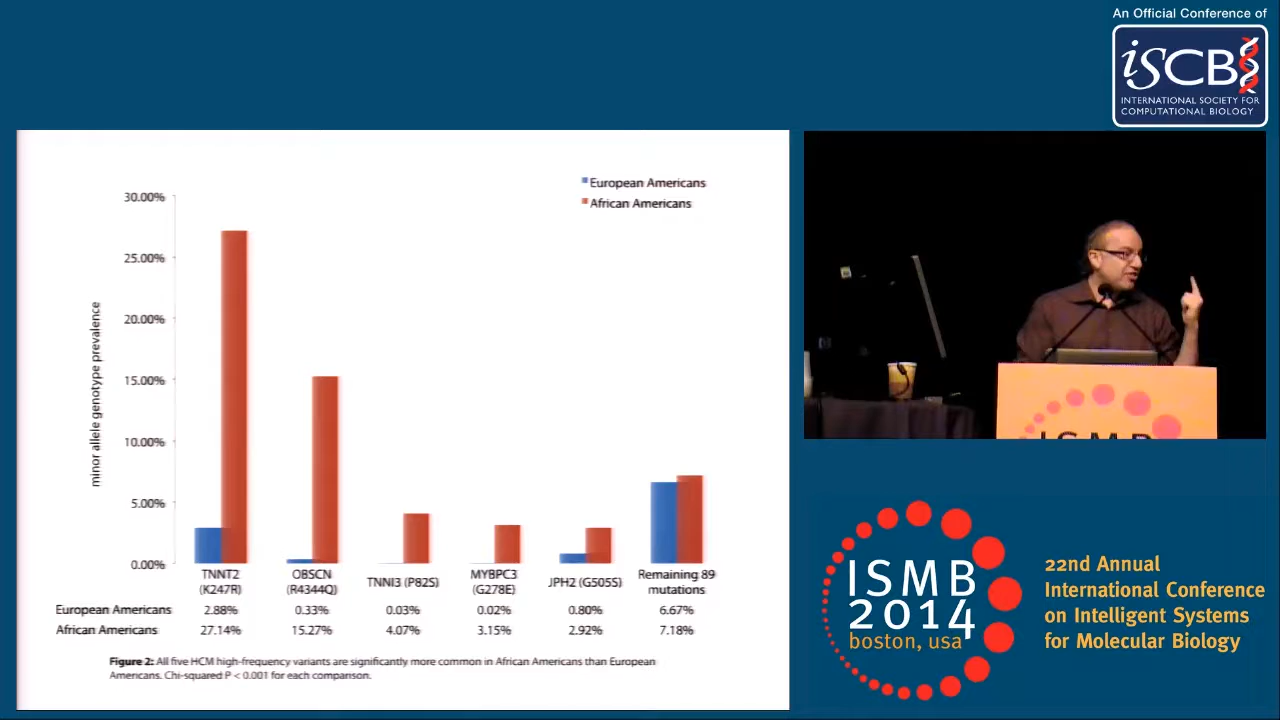 An Official Conference of
iSCB
INTERNATIONAL SOCIETY FOR
COMPUTATIONAL BIOLOGY
European Americans
African Americans
30.00%
25.00%
20.00%
15.00%
10.00%
5.00%
0.00%
minor allele genotype prevalence
TNNT2
(K247R)
OBSCN
(R4344Q)
TNNI3 (P82S)
MYBPC3
(G278E)
JPH2 (G505S)
Remaining 89
mutations
European Americans 2.88% 0.33% 0.03% 0.02% 0.80% 6.67%
African Americans 27.14% 15.27% 4.07% 3.15% 2.92% 7.18%
Figure 2: All five HCM high-frequency variants are significantly more common in African Americans than European
Americans. Chi-squared P < 0.001 for each comparison.
ISMB
ISMB
2014
boston, usa
22nd Annual
International Conference
on Intelligent Systems
for Molecular Biology